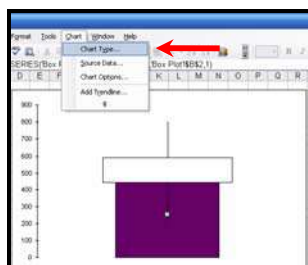 Format Tools Chart Window Help
Chart Type...
SERIES('Box P 'Box Plot'!$B$2,1)
Source Data...
D E F K L M N O P Q R
Chart Options...
Add Trendline...
900
800
700
600
500
400
300
200
100
0